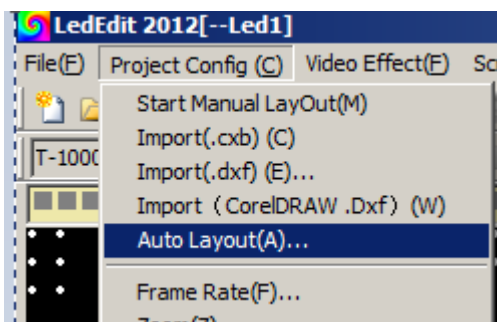 LedEdit 2012[--Led1]
File(F) Project Config (C) Video Effect(E) Sc
Start Manual LayOut(M)
T-1000
Import(.cxb) (C)
Import(.dxf) (E)...
Import（CorelDRAW .Dxf）(W)
Auto Layout(A)...
Frame Rate(F)...